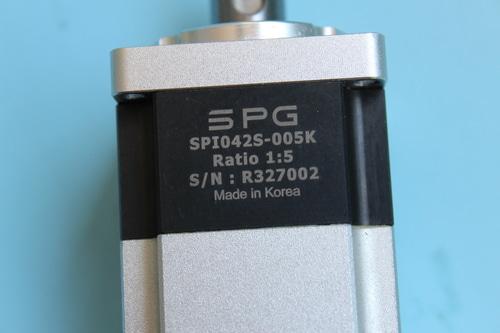 SPG
SPI042S-005K
Ratio 1:5
S/N : R327002
Made in Korea